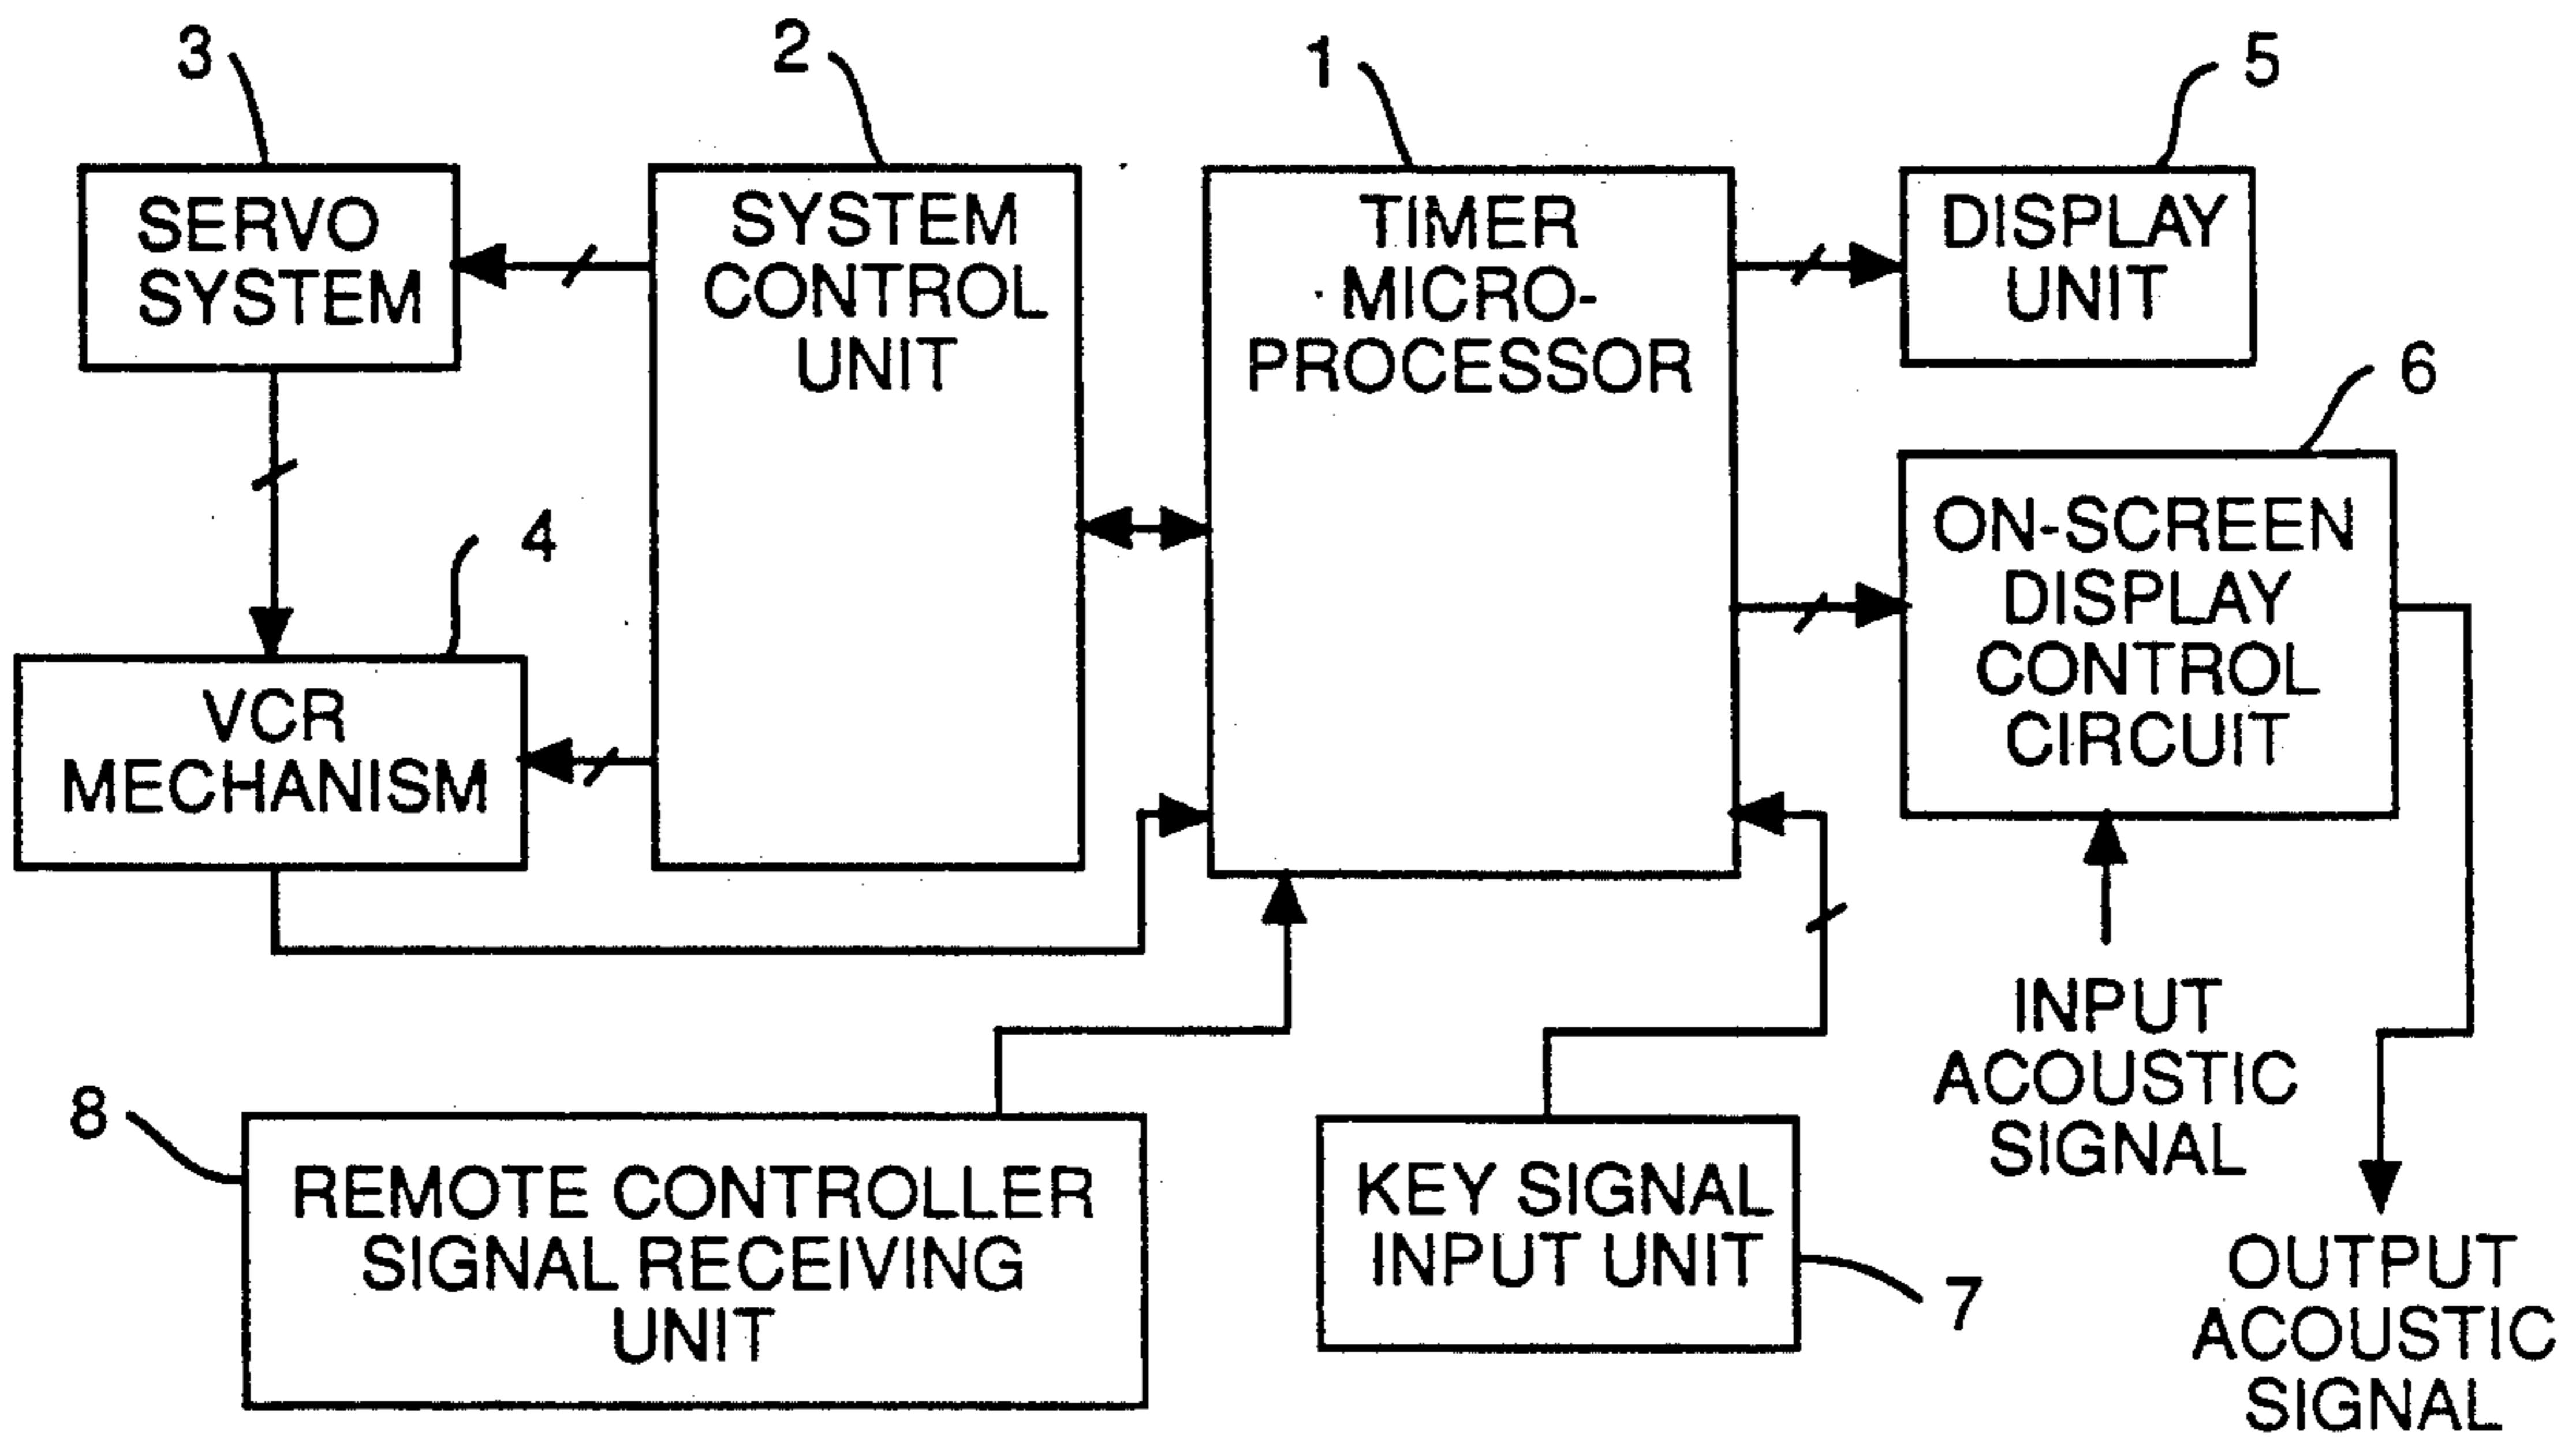 3
2
1
5
SERVO
SYSTEM
SYSTEM
CONTROL
UNIT
TIMER
MICRO-
PROCESSOR
DISPLAY
UNIT
6
4
ON-SCREEN
DISPLAY
CONTROL
CIRCUIT
VCR
MECHANISM
INPUT
ACOUSTIC
SIGNAL
8
REMOTE CONTROLLER
SIGNAL RECEIVING
UNIT
KEY SIGNAL
INPUT UNIT
7
OUTPUT
ACOUSTIC
SIGNAL